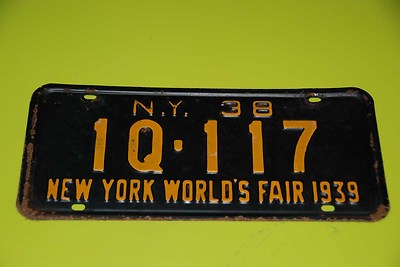 N.Y. 38
1Q·117
NEW YORK WORLD'S FAIR 1939